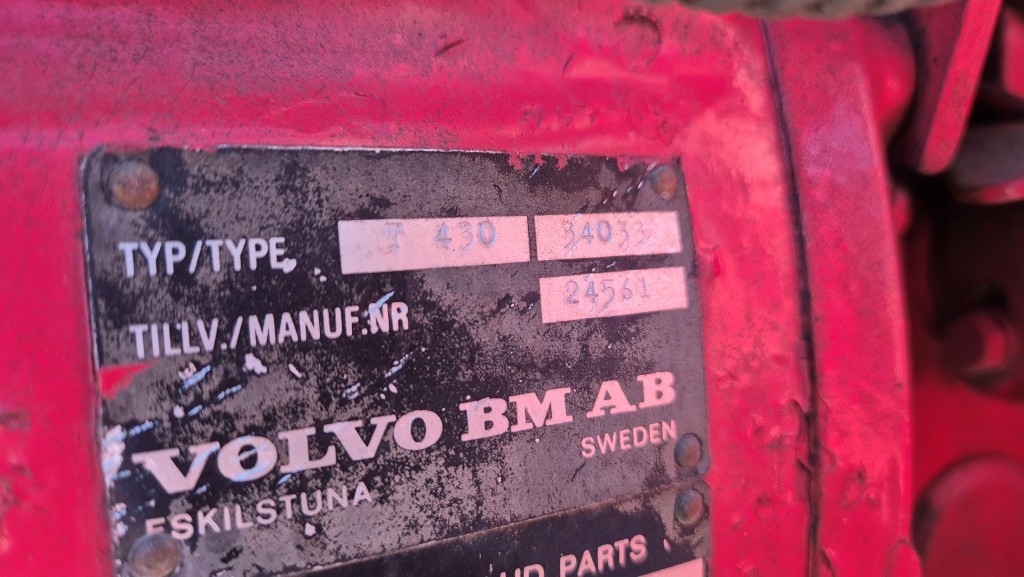 TYP/TYPE T 430 34033
TILLV./MANUF.NR 24561
VOLVO BM AB
ESKILSTUNA SWEDEN
PARTS